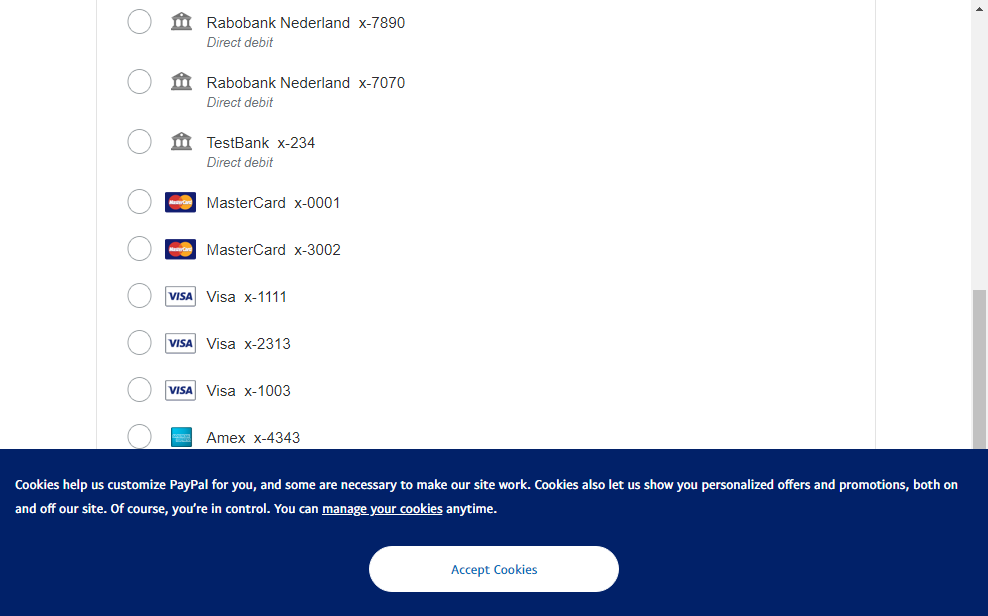 Rabobank Nederland x-7890
Direct debit
Rabobank Nederland x-7070
Direct debit
TestBank x-234
Direct debit
MasterCard MasterCard x-0001
MasterCard MasterCard x-3002
VISA Visa x-1111
VISA Visa x-2313
VISA Visa x-1003
Amex x-4343
Cookies help us customize PayPal for you, and some are necessary to make our site work. Cookies also let us show you personalized offers and promotions, both on
and off our site. Of course, you’re in control. You can manage your cookies anytime.
Accept Cookies